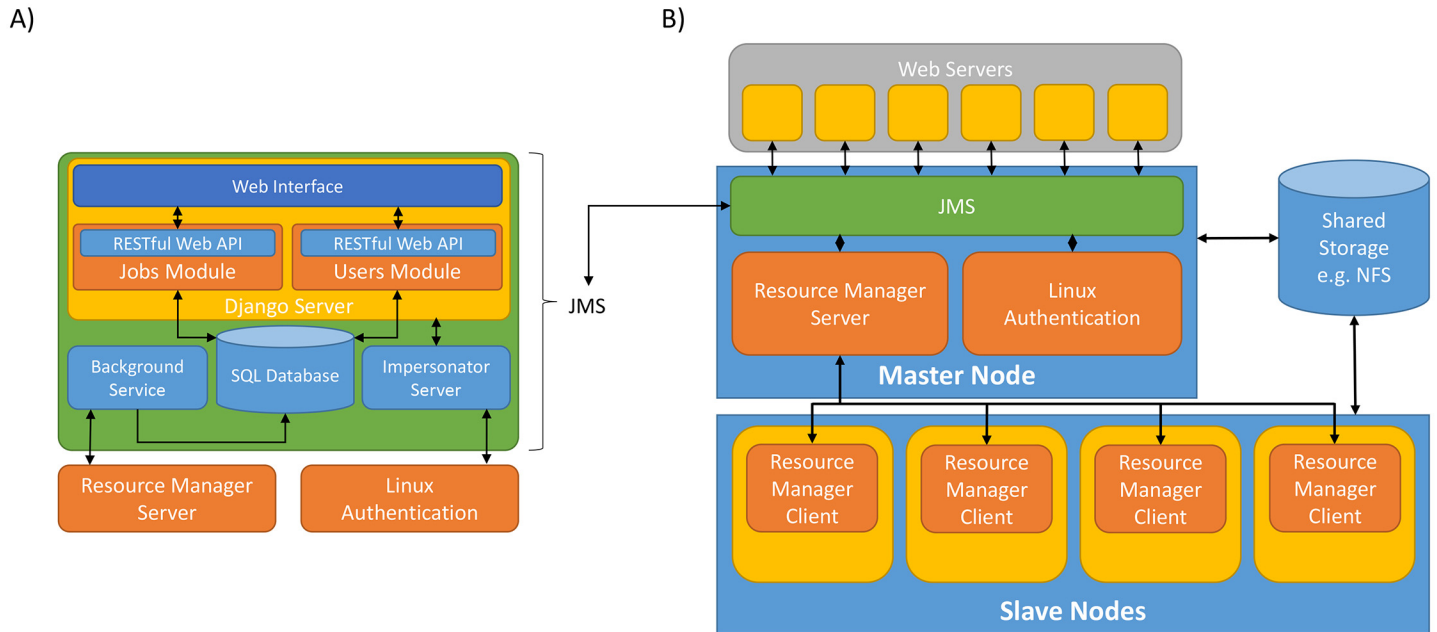 A)
Web Interface
RESTful Web API
Jobs Module
RESTful Web API
Users Module
Django Server
Background
Service
SQL Database
Impersonator
Server
Resource Manager
Server
Linux
Authentication
JMS
B)
Web Servers
JMS
Resource Manager
Server
Linux
Authentication
Master Node
Shared
Storage
e.g. NFS
Resource
Manager
Client
Resource
Manager
Client
Resource
Manager
Client
Resource
Manager
Client
Slave Nodes